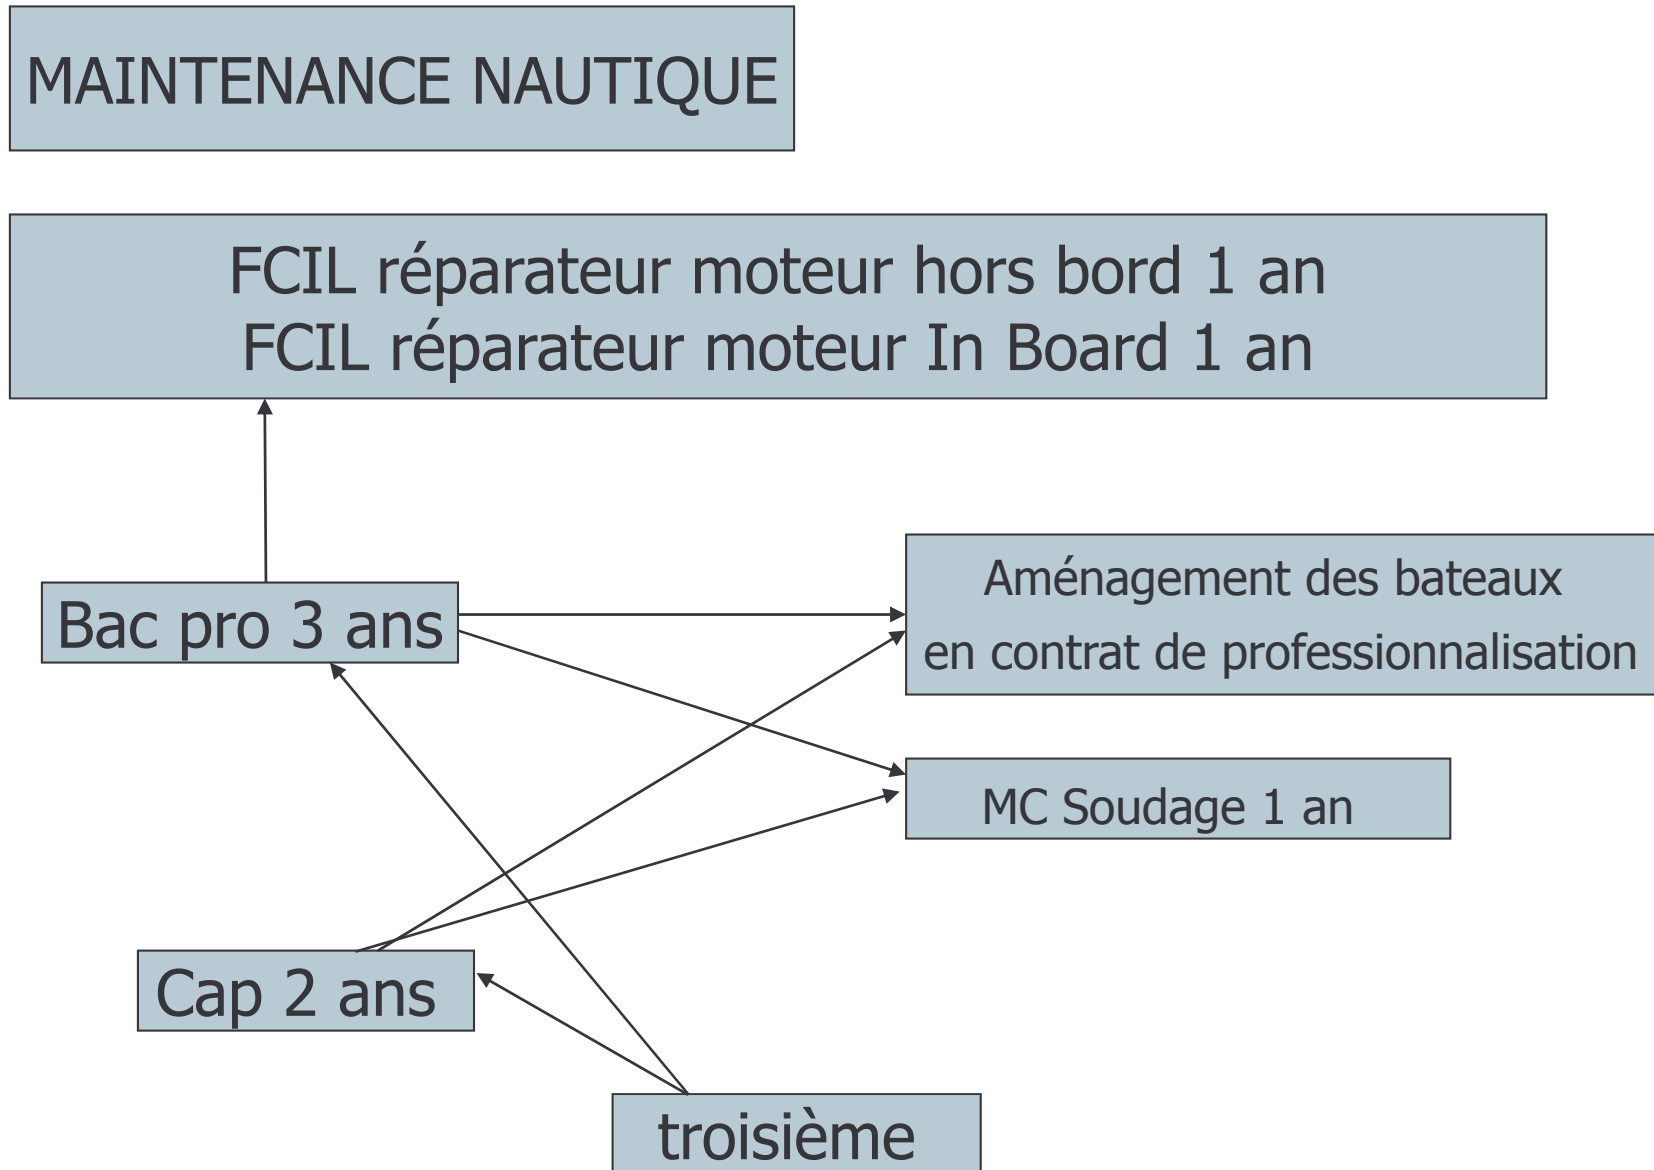 MAINTENANCE NAUTIQUE
FCIL réparateur moteur hors bord 1 an
FCIL réparateur moteur In Board 1 an
Bac pro 3 ans
Aménagement des bateaux
en contrat de professionnalisation
MC Soudage 1 an
Cap 2 ans
troisième